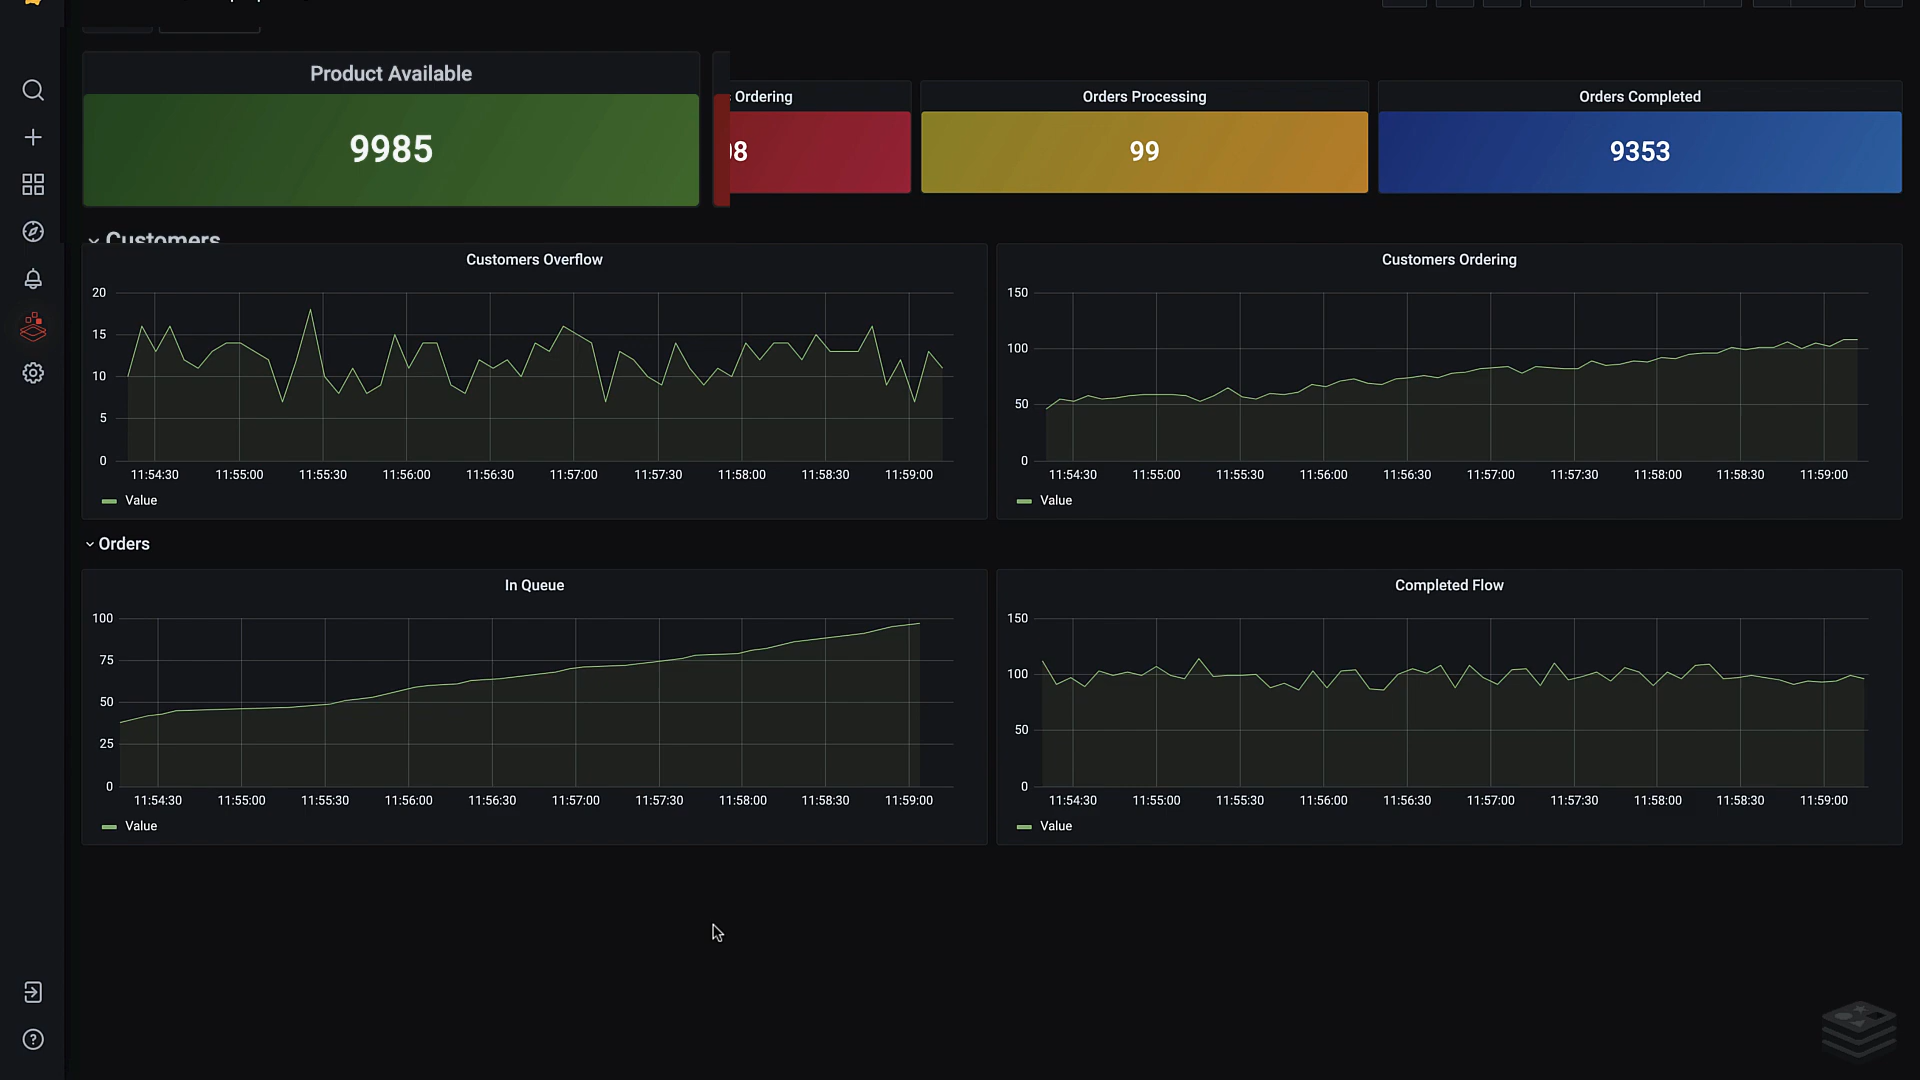 Product Available
9985
Ordering
8
Orders Processing
99
Orders Completed
9353
Customers
Customers Overflow
20
15
10
5
0
11:54:30 11:55:00 11:55:30 11:56:00 11:56:30 11:57:00 11:57:30 11:58:00 11:58:30 11:59:00
Value
Customers Ordering
150
100
50
0
11:54:30 11:55:00 11:55:30 11:56:00 11:56:30 11:57:00 11:57:30 11:58:00 11:58:30 11:59:00
Value
Orders
In Queue
100
75
50
25
0
11:54:30 11:55:00 11:55:30 11:56:00 11:56:30 11:57:00 11:57:30 11:58:00 11:58:30 11:59:00
Value
Completed Flow
150
100
50
0
11:54:30 11:55:00 11:55:30 11:56:00 11:56:30 11:57:00 11:57:30 11:58:00 11:58:30 11:59:00
Value